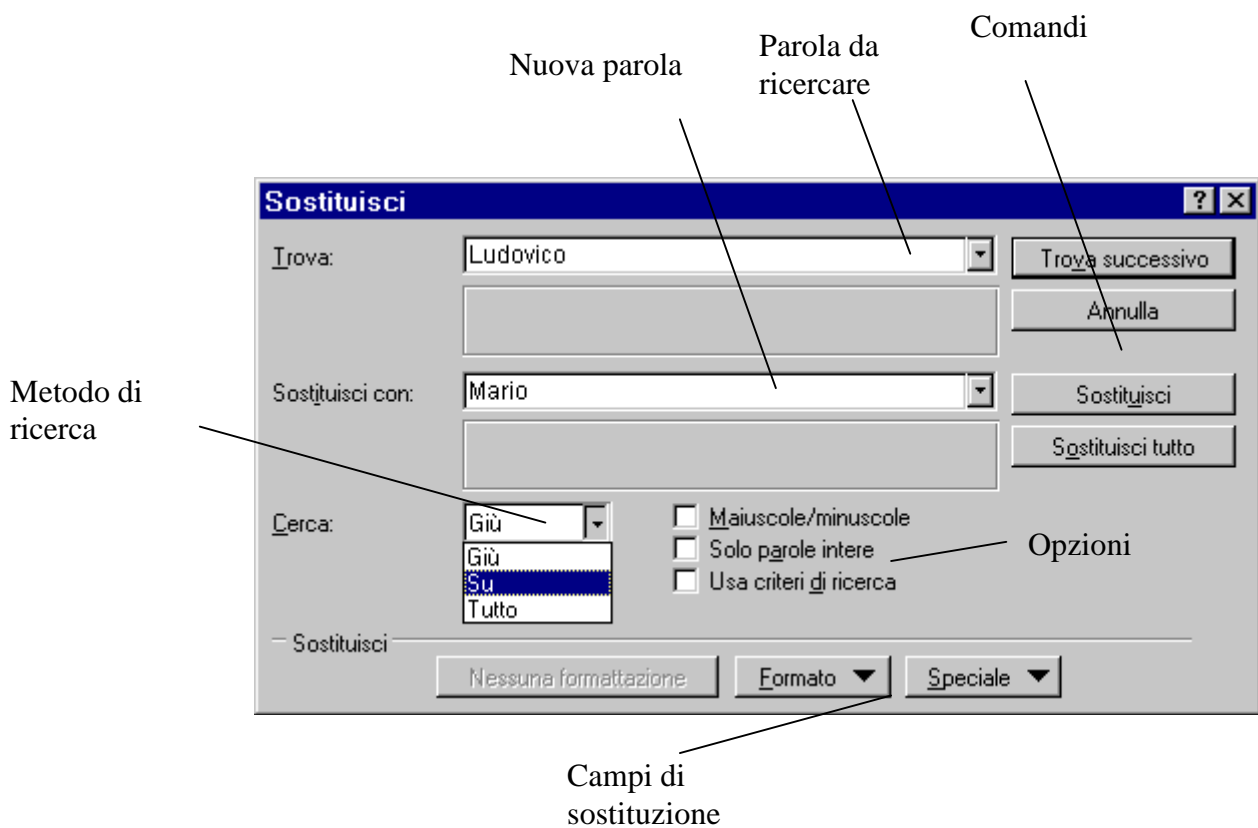 Comandi
Parola da
ricercare
Nuova parola
Sostituisci
Trova:
Ludovico
Trova successivo
Annulla
Metodo di
ricerca
Sostituisci con:
Mario
Sostituisci
Sostituisci tutto
Cerca:
Giù
Giù
Su
Tutto
Maiuscole/minuscole
Solo parole intere
Usa criteri di ricerca
Opzioni
Sostituisci
Nessuna formattazione
Formato
Speciale
Campi di
sostituzione